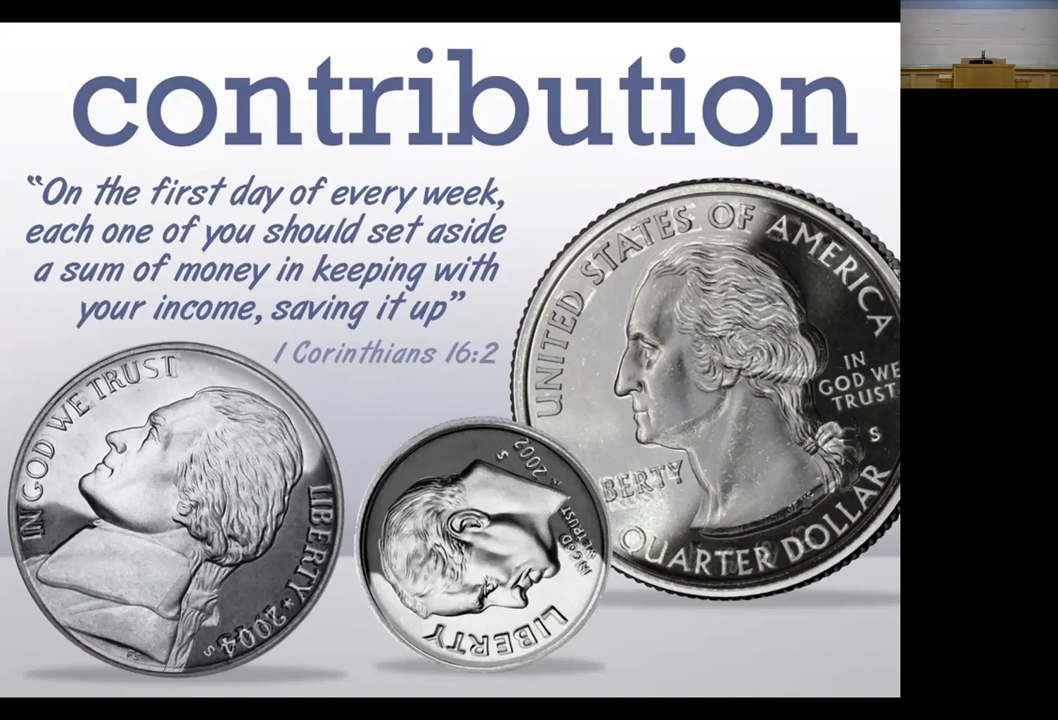 contribution
“On the first day of every week,
each one of you should set aside
a sum of money in keeping with
your income, saving it up”
1 Corinthians 16:2
IN GOD WE TRUST
LIBERTY * 2004
S
FS
S
2002
IN GOD
WE TRUST
LIBERTY
UNITED STATES OF AMERICA
IN
GOD WE
TRUST
S
BERTY
QUARTER DOLLAR